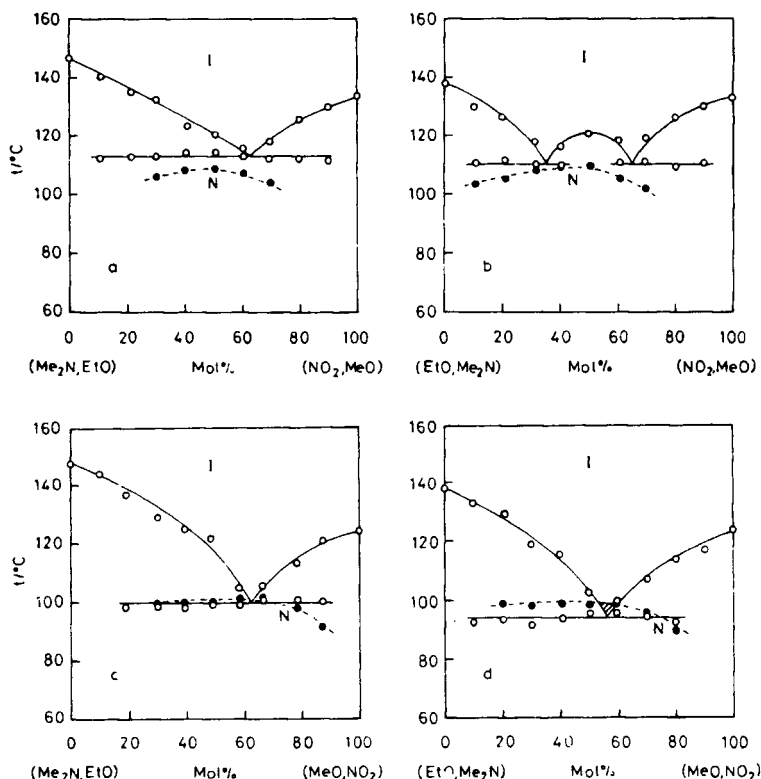 160
140
120
100
80
60
t/°C
I
N
a
0 20 40 60 80 100
(Me₂N,EtO) Mol% (NO₂,MeO)
160
140
120
100
80
60
I
N
b
0 20 40 60 80 100
(EtO,Me₂N) Mol% (NO₂,MeO)
160
140
120
100
80
60
t/°C
I
N
c
0 20 40 60 80 100
(Me₂N,EtO) Mol% (MeO,NO₂)
160
140
120
100
80
60
I
N
d
0 20 40 60 80 100
(EtO,Me₂N) Mol% (MeO,NO₂)